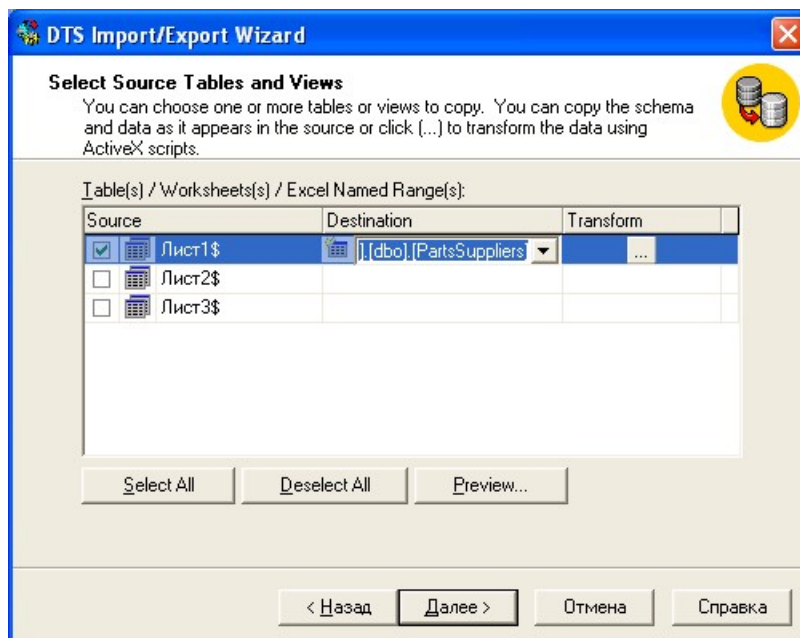 DTS Import/Export Wizard
Select Source Tables and Views
You can choose one or more tables or views to copy. You can copy the schema
and data as it appears in the source or click (...) to transform the data using
ActiveX scripts.
Table(s) / Worksheets(s) / Excel Named Range(s):
Source Destination Transform
Лист1$ ].[dbo].[PartsSuppliers] ...
Лист2$
Лист3$
Select All Deselect All Preview...
< Назад Далее > Отмена Справка